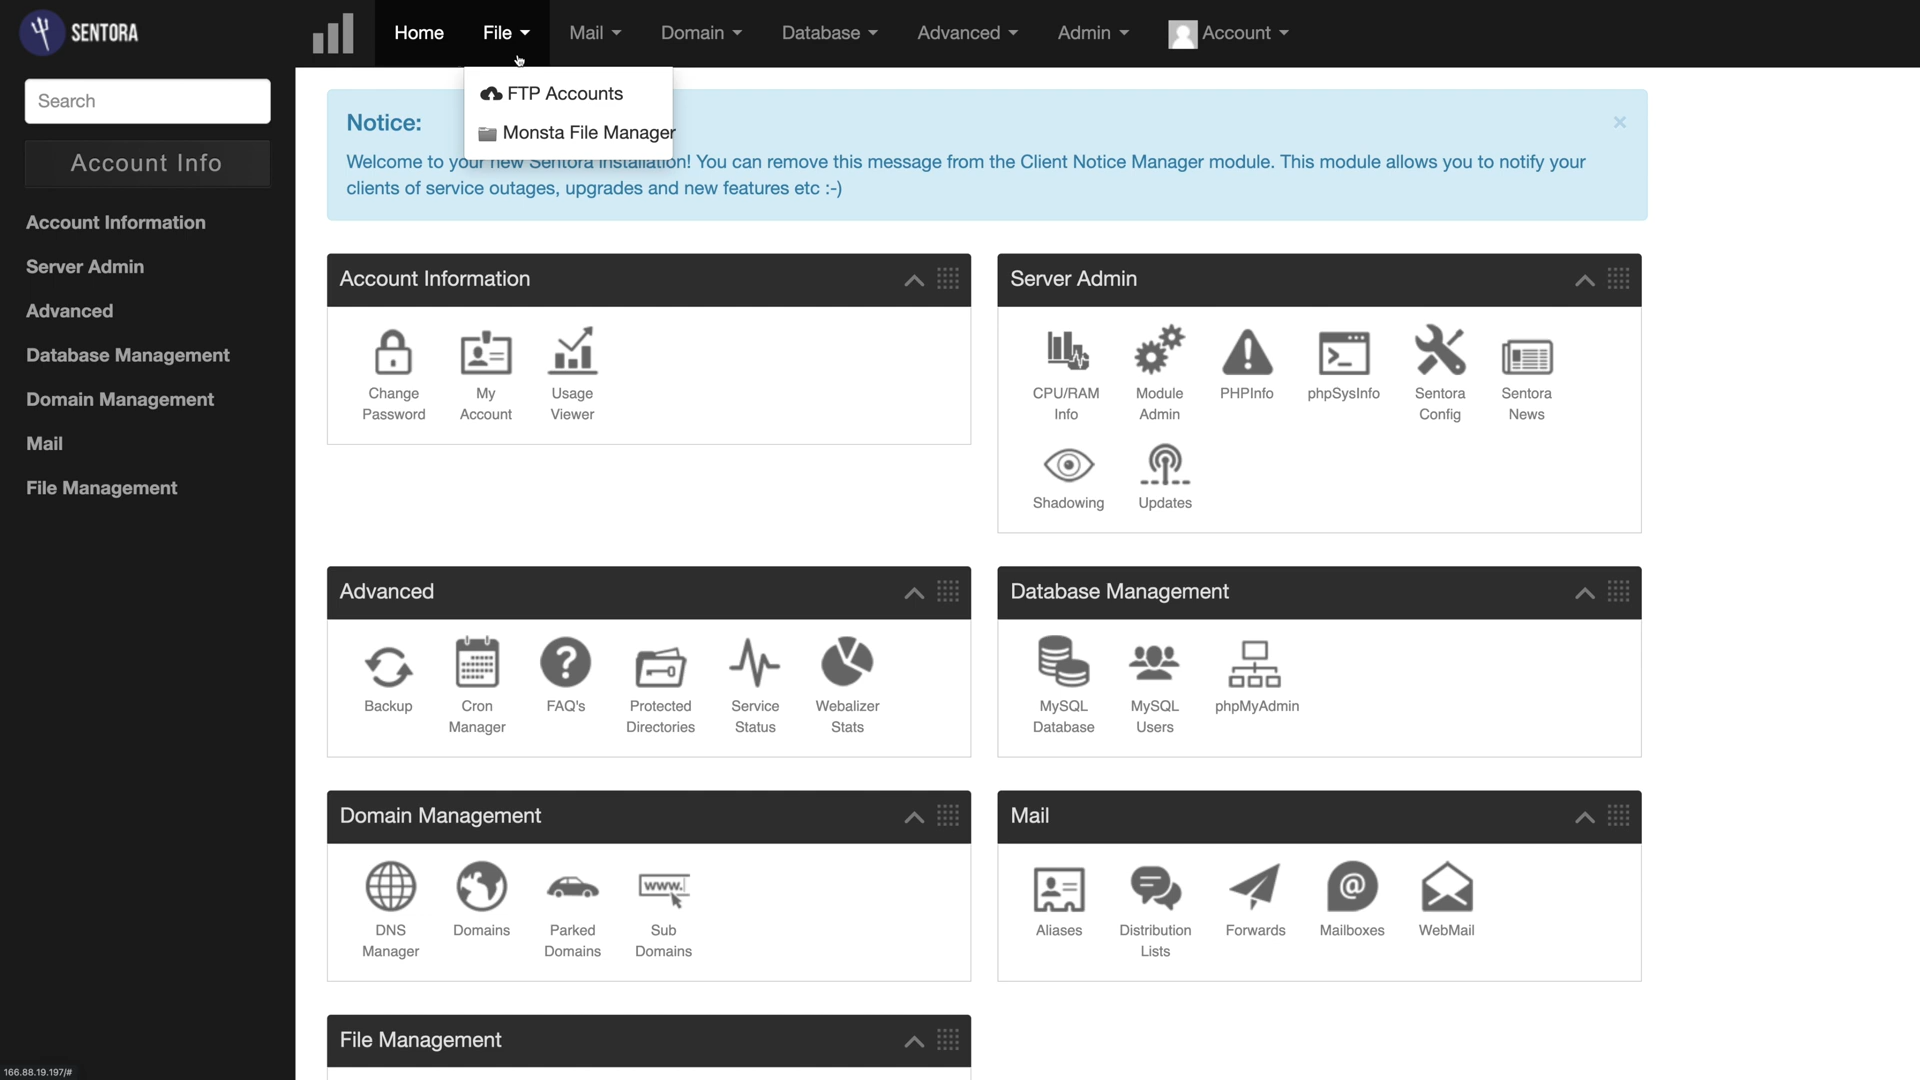 SENTORA
Home
File
Mail
Domain
Database
Advanced
Admin
Account
Search
Account Info
Account Information
Server Admin
Advanced
Database Management
Domain Management
Mail
File Management
FTP Accounts
Monsta File Manager
Notice:
Welcome to your new Sentora installation! You can remove this message from the Client Notice Manager module. This module allows you to notify your
clients of service outages, upgrades and new features etc :-)
Account Information
Change
Password
My
Account
Usage
Viewer
Server Admin
CPU/RAM
Info
Module
Admin
PHPInfo
phpSysInfo
Sentora
Config
Sentora
News
Shadowing
Updates
Advanced
Backup
Cron
Manager
FAQ's
Protected
Directories
Service
Status
Webalizer
Stats
Database Management
MySQL
Database
MySQL
Users
phpMyAdmin
Domain Management
DNS
Manager
Domains
Parked
Domains
www.
Sub
Domains
Mail
Aliases
Distribution
Lists
Forwards
Mailboxes
WebMail
File Management
166.88.19.197/#